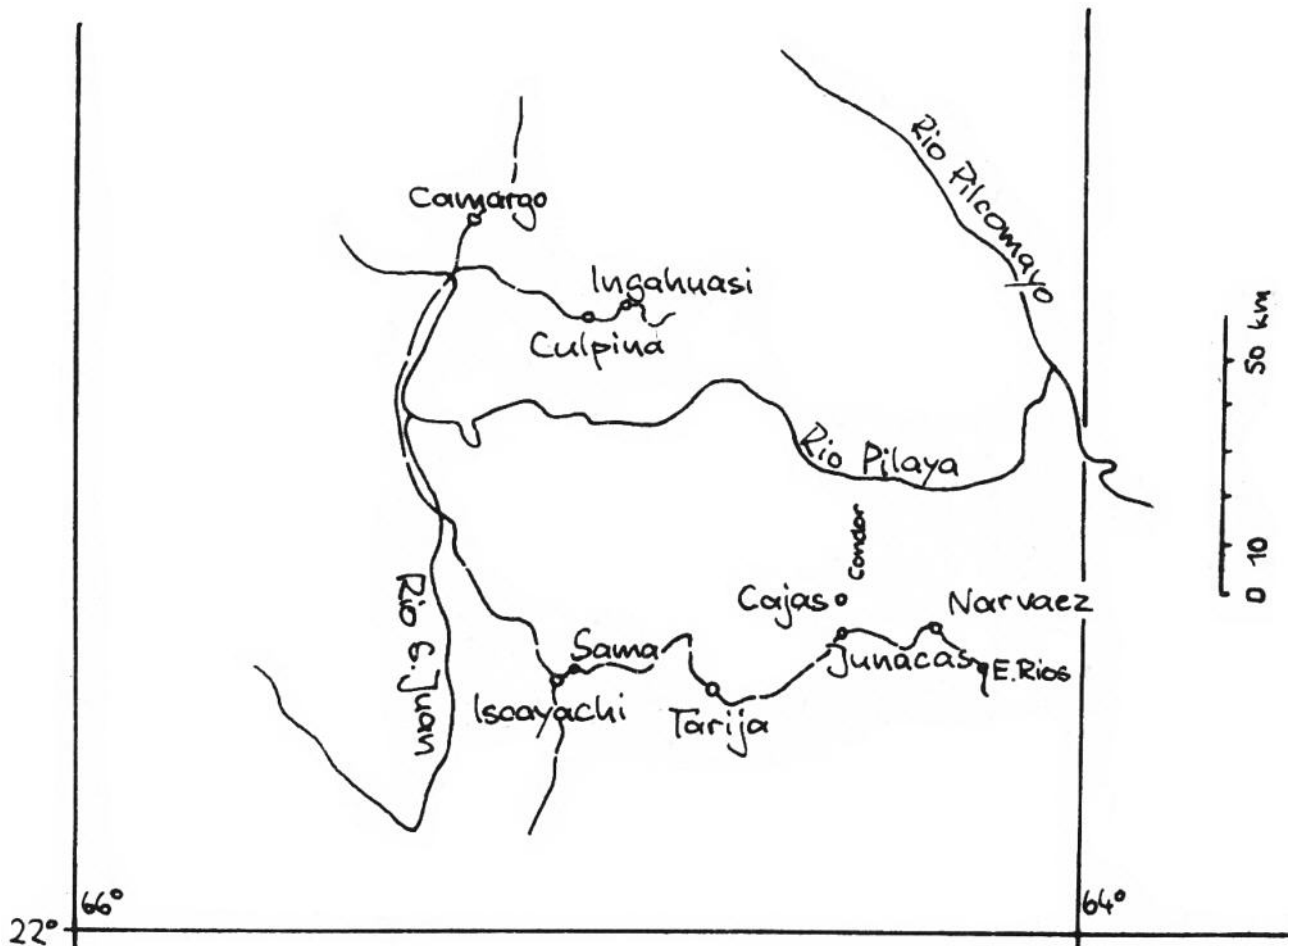 Rio Pilcomayo
Camargo
Ingahuasi
Culpina
50 km
10
0
Rio Pilaya
Condor
Cajas
Narvaez
Junacas
E.Rios
Rio S.Juan
Sama
Iscayachi
Tarija
66°
64°
22°